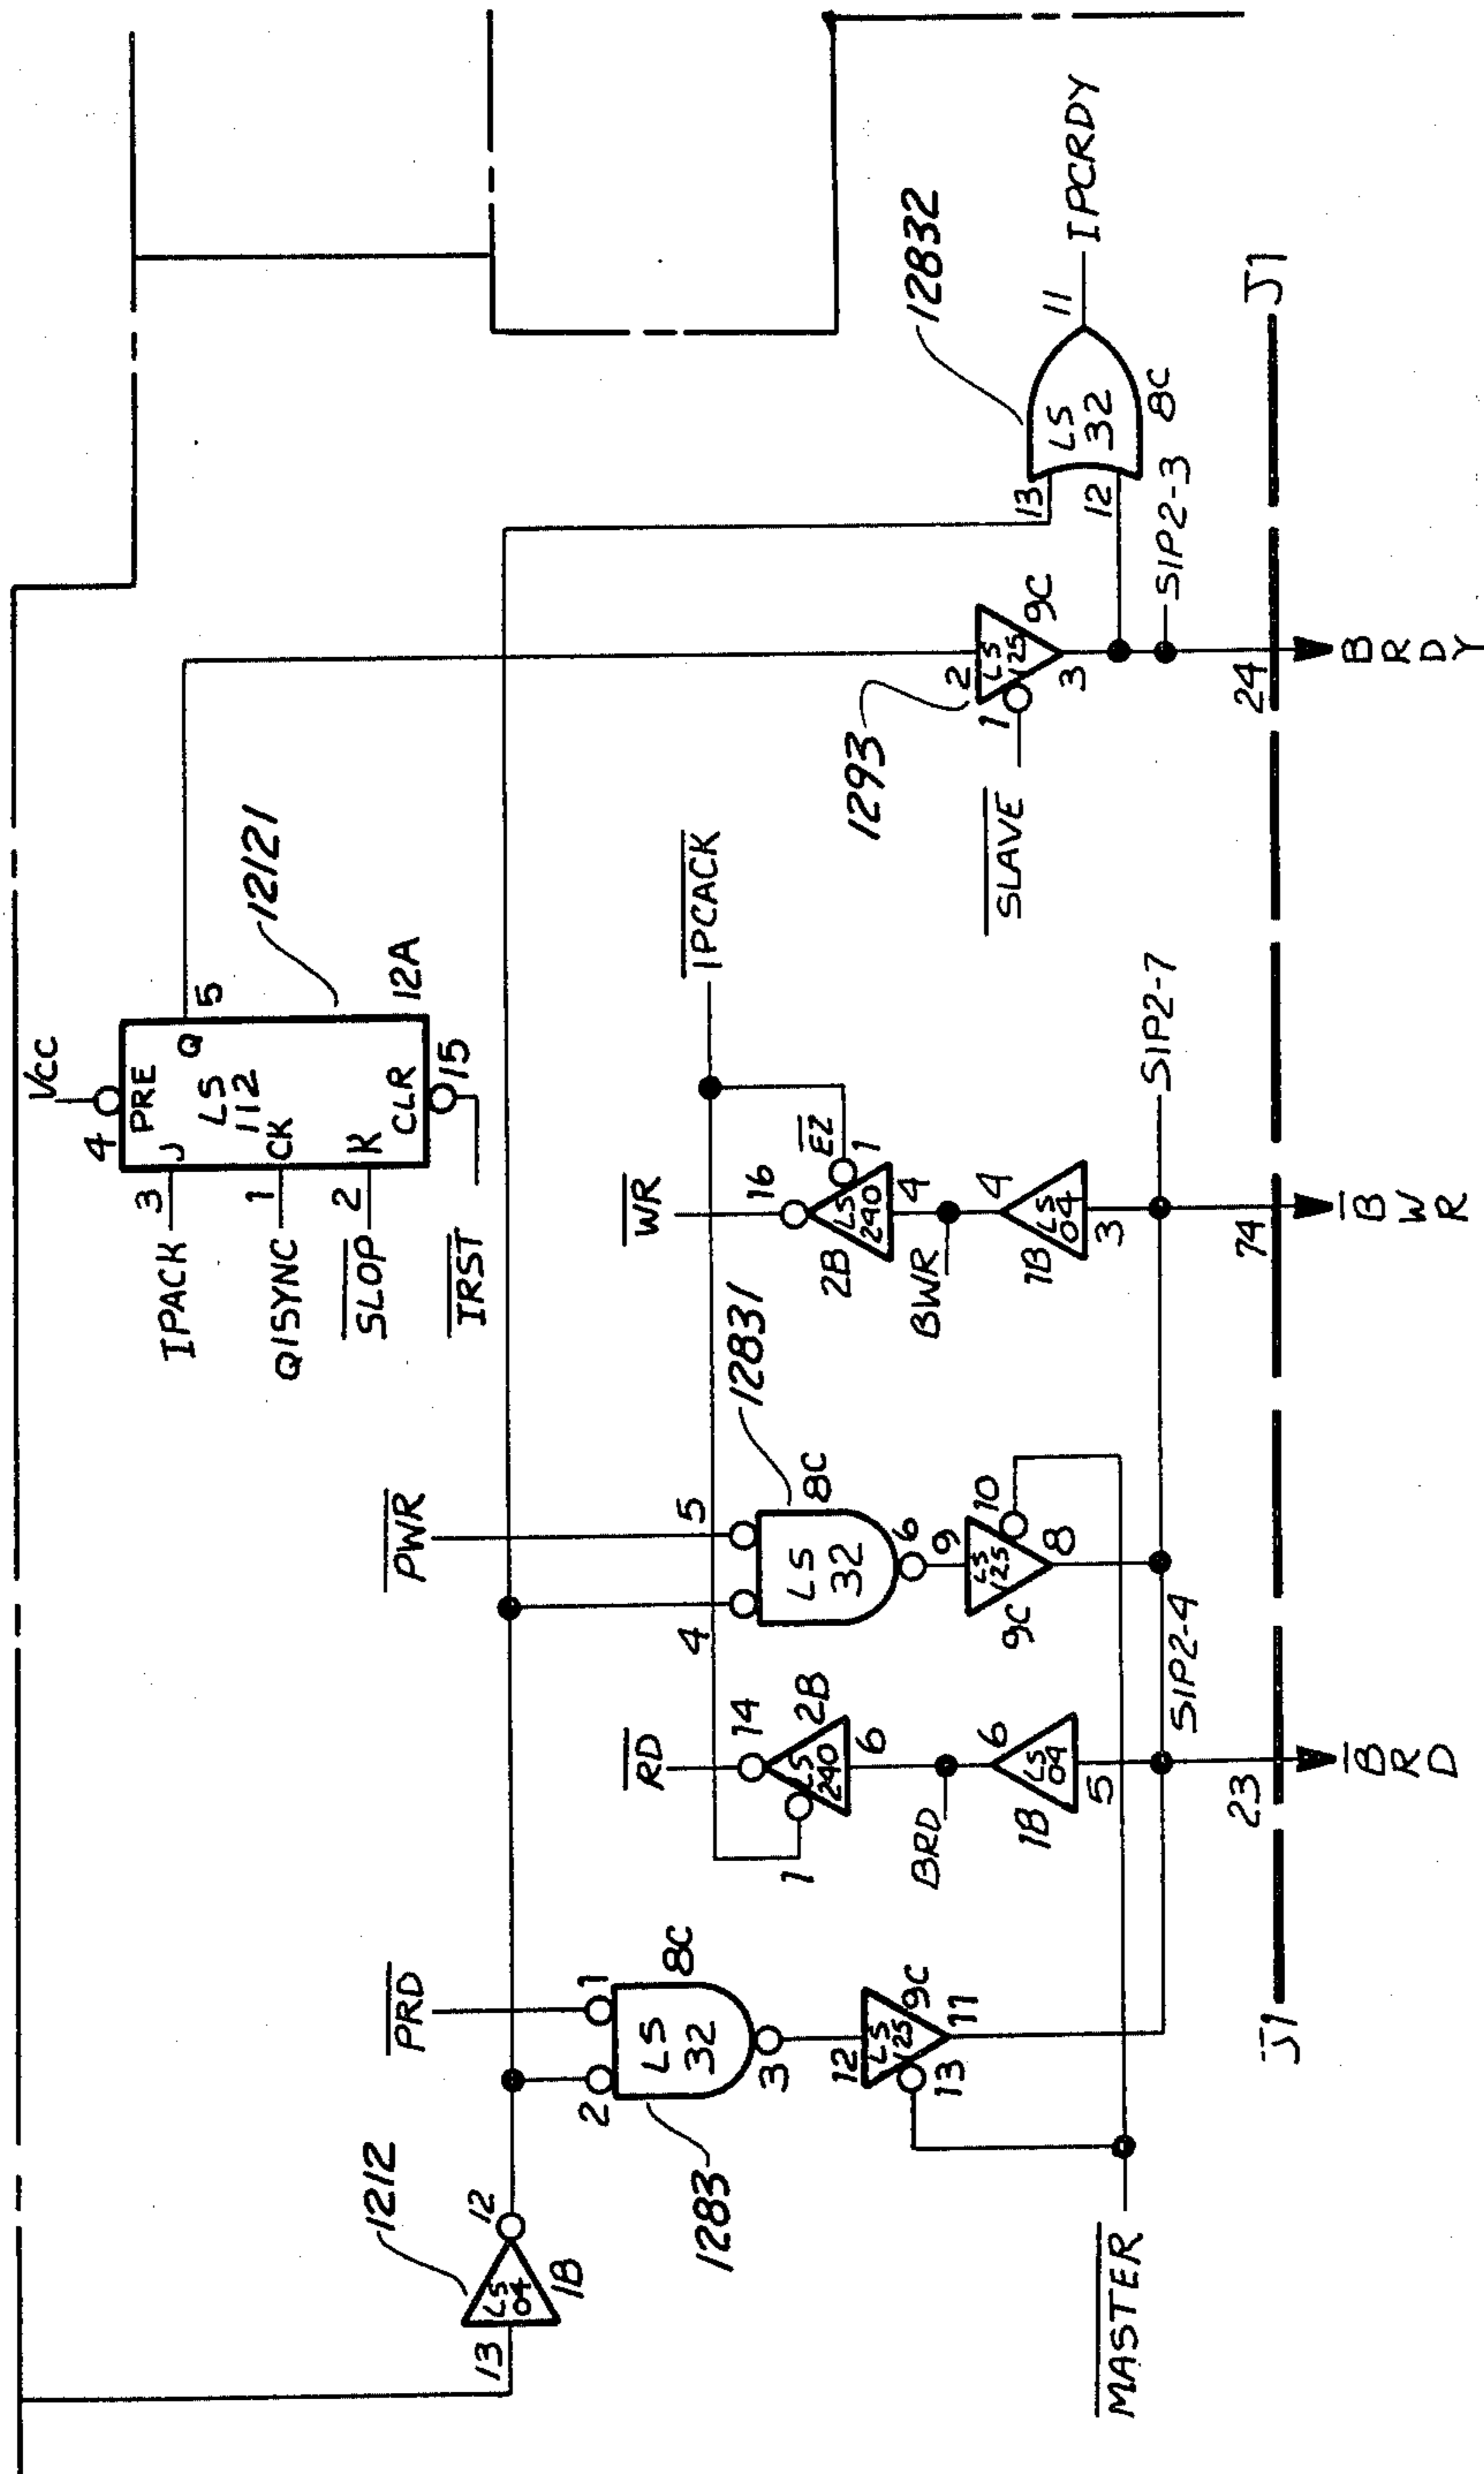 Vcc
4
PRE
3
J
Q
5
LS
112
IPACK
1
CK
Q1SYNC
2
K
SLOP
CLR
15
IRST
12A
12121
1212
13
LS
04
12
1B
PRD
2
1
LS
32
8C
3
1283
12
LS
125
9C
13
11
MASTER
RD
14
1
LS
240
2B
6
BRD
6
LS
04
1B
5
PWR
4
5
LS
32
8C
6
12831
9
LS
125
10
9C
8
SIP2-4
WR
16
EZ
1
LS
240
2B
4
BWR
4
LS
04
1B
3
SIP2-7
IPCACK
1293
2
LS
125
9C
1
3
SLAVE
12832
13
12
LS
32
11
8C
IPCRDY
SIP2-3
J1
23
74
24
J1
BRD
BWR
BRDY